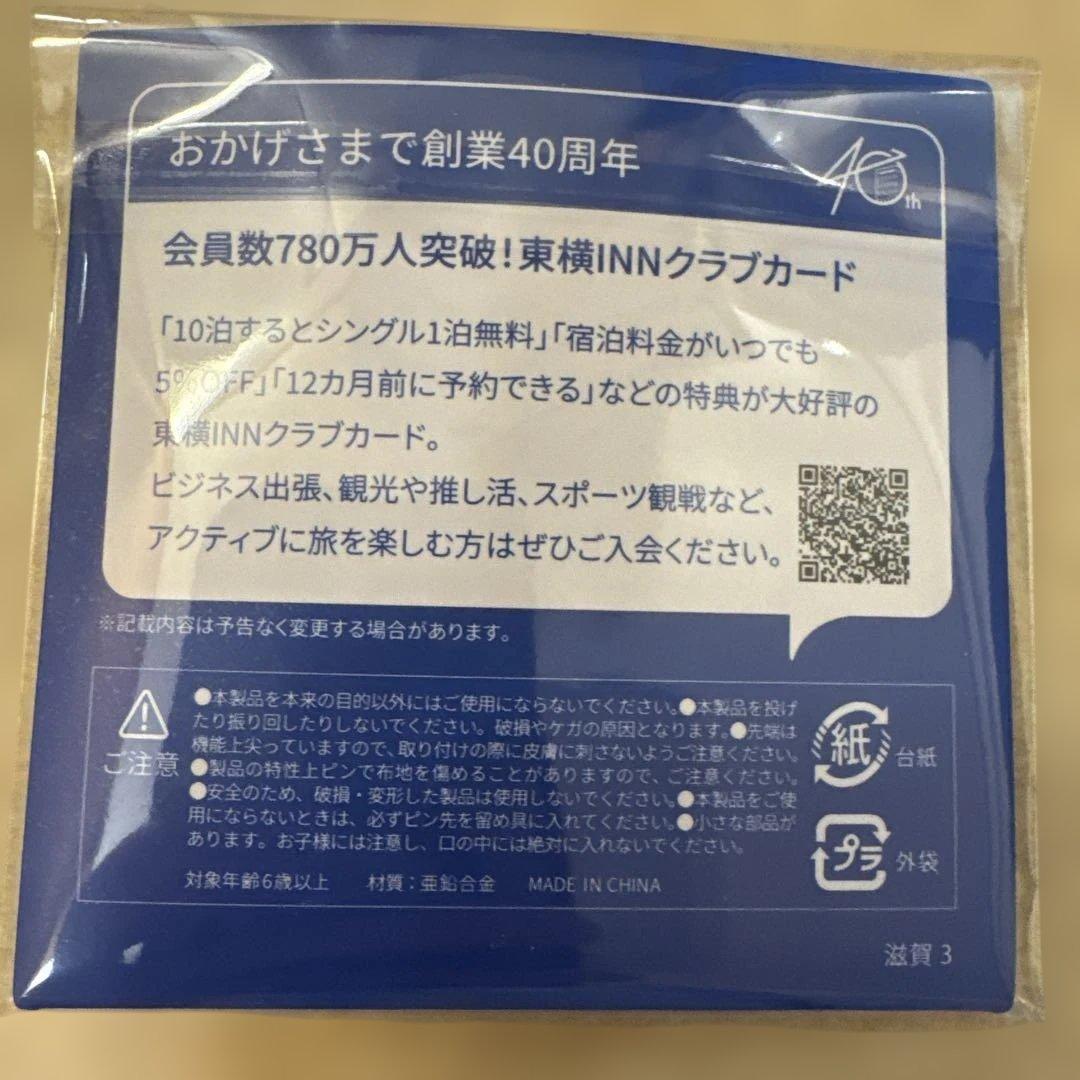 おかげさまで創業40周年
40th
会員数780万人突破！東横INNクラブカード
「10泊するとシングル1泊無料」「宿泊料金がいつでも
5%OFF」「12カ月前に予約できる」などの特典が大好評の
東横INNクラブカード。
ビジネス出張、観光や推し活、スポーツ観戦など、
アクティブに旅を楽しむ方はぜひご入会ください。
※記載内容は予告なく変更する場合があります。
ご注意
●本製品を本来の目的以外にはご使用にならないでください。●本製品を投げ
たり振り回したりしないでください。破損やケガの原因となります。●先端は
機能上尖っていますので、取り付けの際に皮膚に刺さないようご注意ください。
●製品の特性上ピンで布地を傷めることがありますので、ご注意ください。
●安全のため、破損・変形した製品は使用しないでください。●本製品をご使
用にならないときは、必ずピン先を留め具に入れてください。●小さな部品が
あります。お子様には注意し、口の中には絶対に入れないでください。
対象年齢6歳以上　材質：亜鉛合金　MADE IN CHINA
紙 台紙
プラ 外袋
滋賀 3